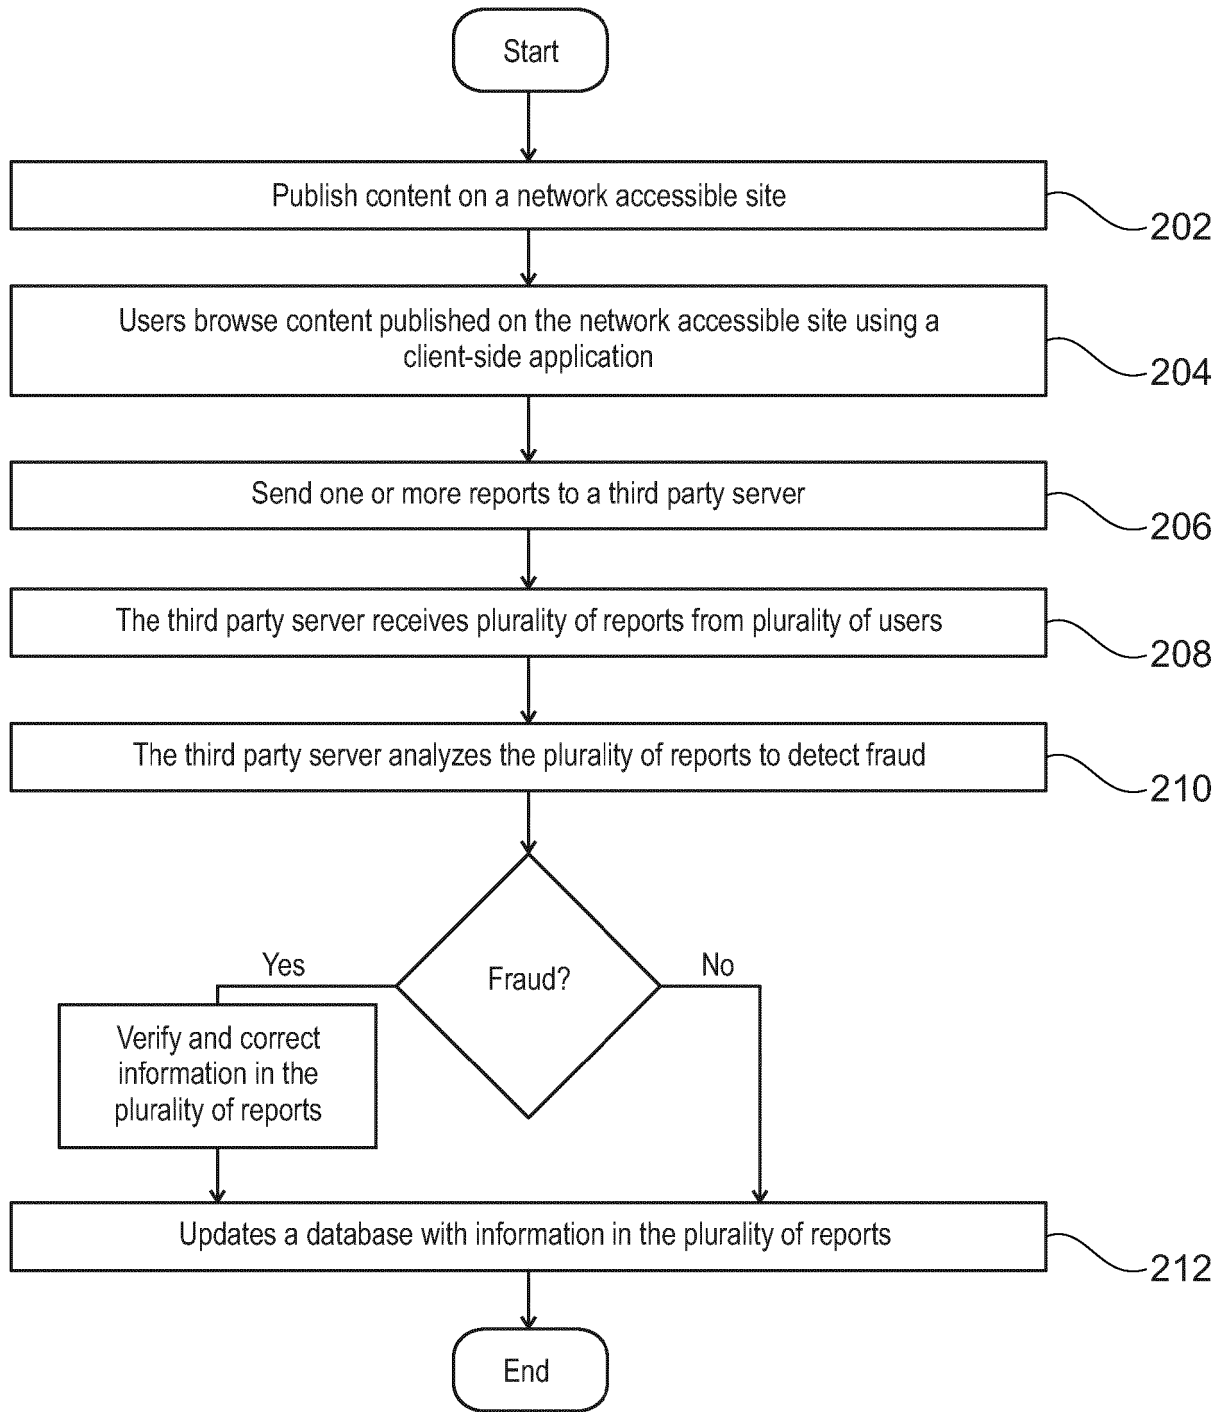 Start
Publish content on a network accessible site
202
Users browse content published on the network accessible site using a
client-side application
204
Send one or more reports to a third party server
206
The third party server receives plurality of reports from plurality of users
208
The third party server analyzes the plurality of reports to detect fraud
210
Yes
Fraud?
No
Verify and correct
information in the
plurality of reports
Updates a database with information in the plurality of reports
212
End